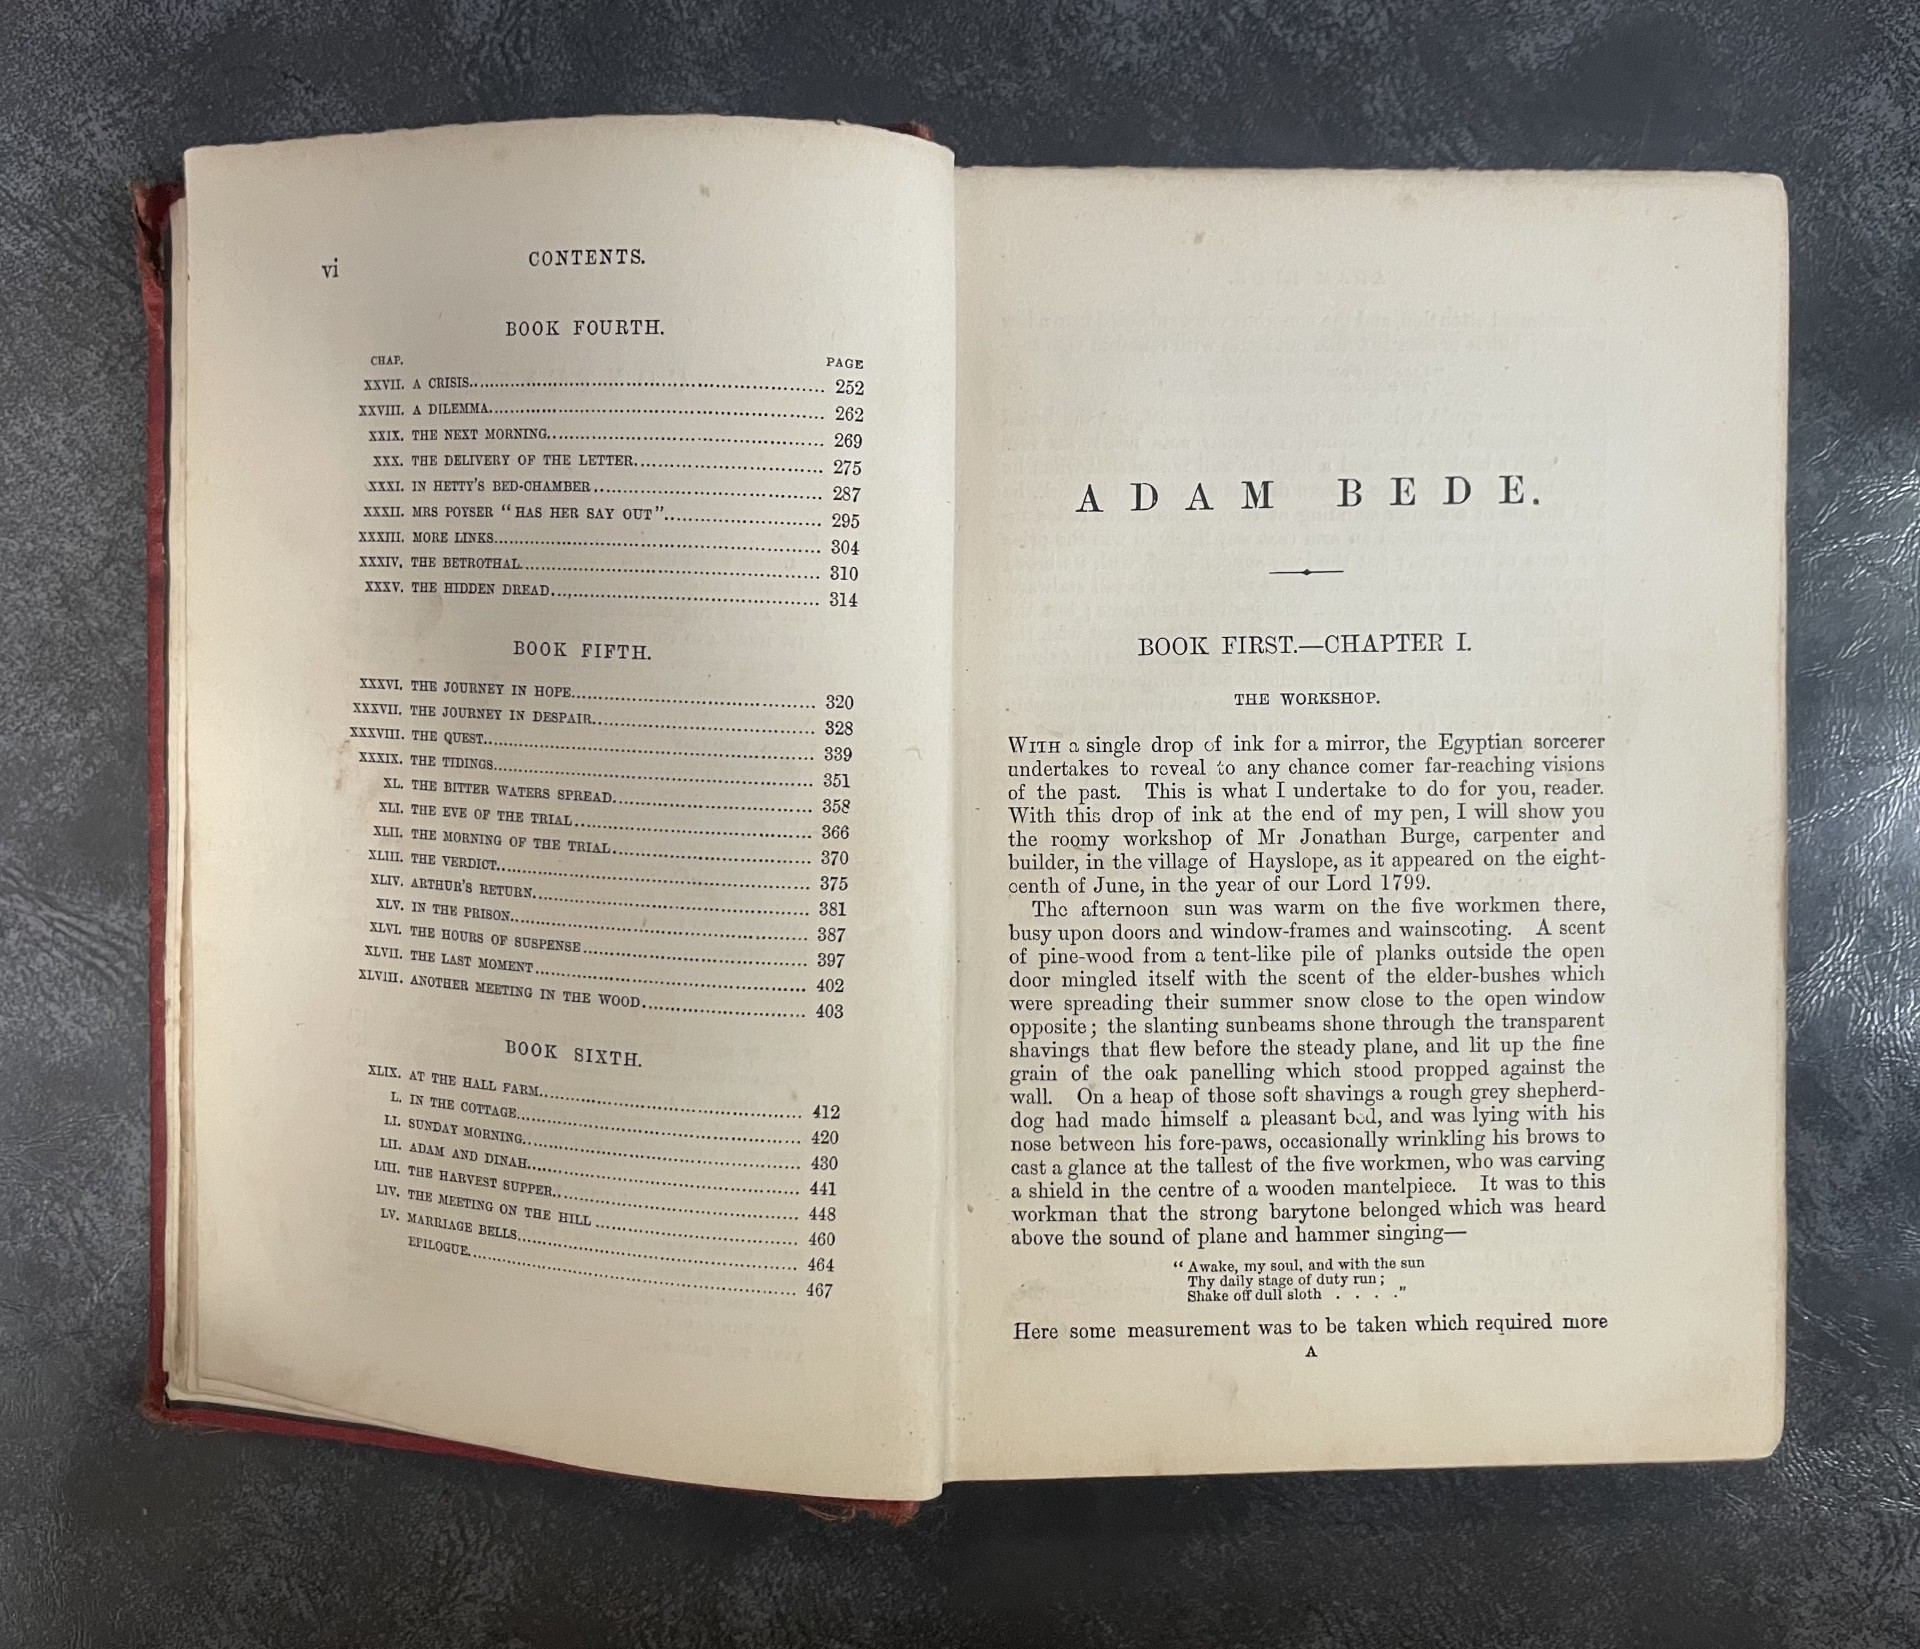 vi
CONTENTS.
BOOK FOURTH.
CHAP. PAGE
XXVII. A CRISIS........................ 252
XXVIII. A DILEMMA........................ 262
XXIX. THE NEXT MORNING........................ 269
XXX. THE DELIVERY OF THE LETTER........................ 275
XXXI. IN HETTY'S BED-CHAMBER........................ 287
XXXII. MRS POYSER "HAS HER SAY OUT"........................ 295
XXXIII. MORE LINKS........................ 304
XXXIV. THE BETROTHAL........................ 310
XXXV. THE HIDDEN DREAD........................ 314
BOOK FIFTH.
XXXVI. THE JOURNEY IN HOPE........................ 320
XXXVII. THE JOURNEY IN DESPAIR........................ 328
XXXVIII. THE QUEST........................ 339
XXXIX. THE TIDINGS........................ 351
XL. THE BITTER WATERS SPREAD........................ 358
XLI. THE EVE OF THE TRIAL........................ 366
XLII. THE MORNING OF THE TRIAL........................ 370
XLIII. THE VERDICT........................ 375
XLIV. ARTHUR'S RETURN........................ 381
XLV. IN THE PRISON........................ 387
XLVI. THE HOURS OF SUSPENSE........................ 397
XLVII. THE LAST MOMENT........................ 402
XLVIII. ANOTHER MEETING IN THE WOOD........................ 403
BOOK SIXTH.
XLIX. AT THE HALL FARM........................ 412
L. IN THE COTTAGE........................ 420
LI. SUNDAY MORNING........................ 430
LII. ADAM AND DINAH........................ 441
LIII. THE HARVEST SUPPER........................ 448
LIV. THE MEETING ON THE HILL........................ 460
LV. MARRIAGE BELLS........................ 464
EPILOGUE........................ 467
ADAM BEDE.
BOOK FIRST.—CHAPTER I.
THE WORKSHOP.
WITH a single drop of ink for a mirror, the Egyptian sorcerer
undertakes to reveal to any chance comer far-reaching visions
of the past. This is what I undertake to do for you, reader.
With this drop of ink at the end of my pen, I will show you
the roomy workshop of Mr Jonathan Burge, carpenter and
builder, in the village of Hayslope, as it appeared on the eight-
eenth of June, in the year of our Lord 1799.
The afternoon sun was warm on the five workmen there,
busy upon doors and window-frames and wainscoting. A scent
of pine-wood from a tent-like pile of planks outside the open
door mingled itself with the scent of the elder-bushes which
were spreading their summer snow close to the open window
opposite; the slanting sunbeams shone through the transparent
shavings that flew before the steady plane, and lit up the fine
grain of the oak panelling which stood propped against the
wall. On a heap of those soft shavings a rough grey shepherd-
dog had made himself a pleasant bed, and was lying with his
nose between his fore-paws, occasionally wrinkling his brows to
cast a glance at the tallest of the five workmen, who was carving
a shield in the centre of a wooden mantelpiece. It was to this
workman that the strong barytone belonged which was heard
above the sound of plane and hammer singing—
"Awake, my soul, and with the sun
Thy daily stage of duty run;
Shake off dull sloth . . . ."
Here some measurement was to be taken which required more
A